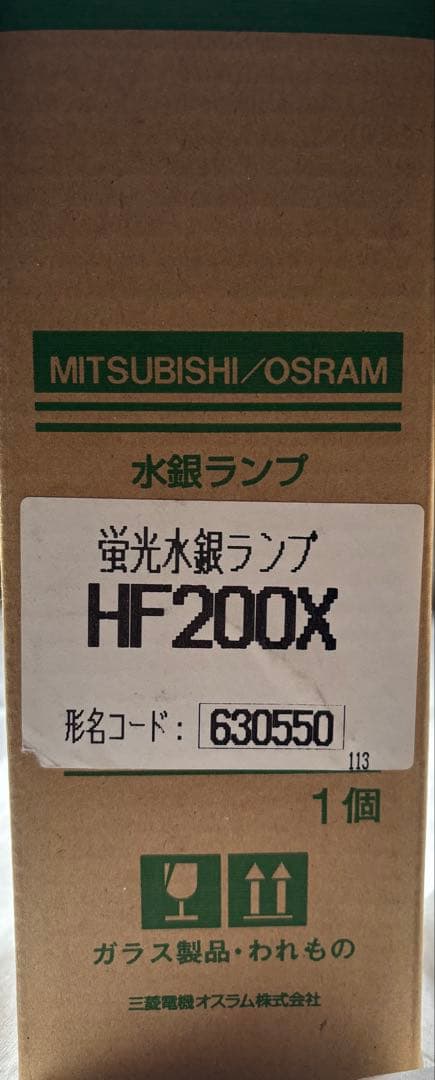 MITSUBISHI/OSRAM
水銀ランプ
蛍光水銀ランプ
HF200X
形名コード: 630550
113
1個
ガラス製品・われもの
三菱電機オスラム株式会社